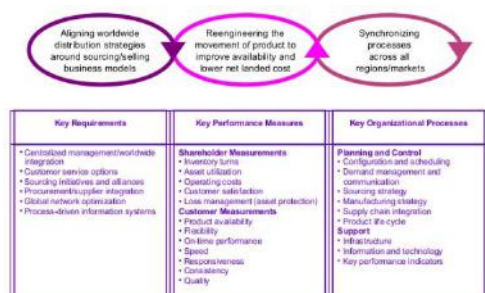 Aligning worldwide
distribution strategies
around sourcing/selling
business models
Reengineering the
movement of product to
improve availability and
lower net landed cost
Synchronizing
processes
across all
regions/markets
Key Requirements
• Centralized management/worldwide
integration
• Customer service options
• Sourcing initiatives and alliances
• Procurement/supplier integration
• Global network optimization
• Process-driven information systems
Key Performance Measures
Shareholder Measurements
• Inventory turns
• Asset utilization
• Operating costs
• Customer satisfaction
• Loss management (asset protection)
Customer Measurements
• Product availability
• Flexibility
• On-time performance
• Speed
• Responsiveness
• Consistency
• Quality
Key Organizational Processes
Planning and Control
• Configuration and scheduling
• Demand management and
communication
• Sourcing strategy
• Manufacturing strategy
• Supply chain integration
• Product life cycle
Support
• Infrastructure
• Information and technology
• Key performance indicators